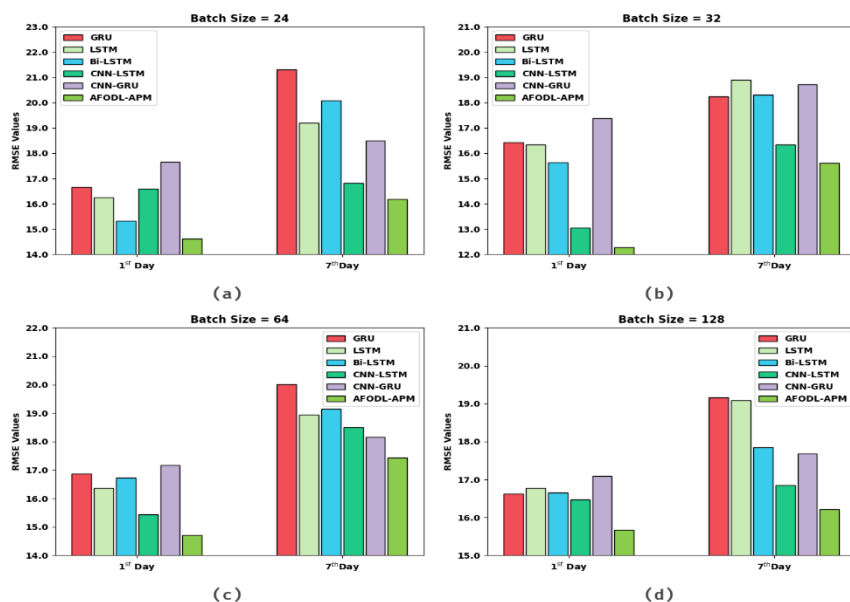 Batch Size = 24
23.0
22.0
21.0
20.0
19.0
18.0
17.0
16.0
15.0
14.0
RMSE Values
GRU
LSTM
Bi-LSTM
CNN-LSTM
CNN-GRU
AFODL-APM
1st Day
7thDay
(a)
Batch Size = 32
21.0
20.0
19.0
18.0
17.0
16.0
15.0
14.0
13.0
12.0
RMSE Values
GRU
LSTM
Bi-LSTM
CNN-LSTM
CNN-GRU
AFODL-APM
1st Day
7thDay
(b)
Batch Size = 64
22.0
21.0
20.0
19.0
18.0
17.0
16.0
15.0
14.0
RMSE Values
GRU
LSTM
Bi-LSTM
CNN-LSTM
CNN-GRU
AFODL-APM
1st Day
7thDay
(c)
Batch Size = 128
21.0
20.0
19.0
18.0
17.0
16.0
15.0
RMSE Values
GRU
LSTM
Bi-LSTM
CNN-LSTM
CNN-GRU
AFODL-APM
1st Day
7thDay
(d)